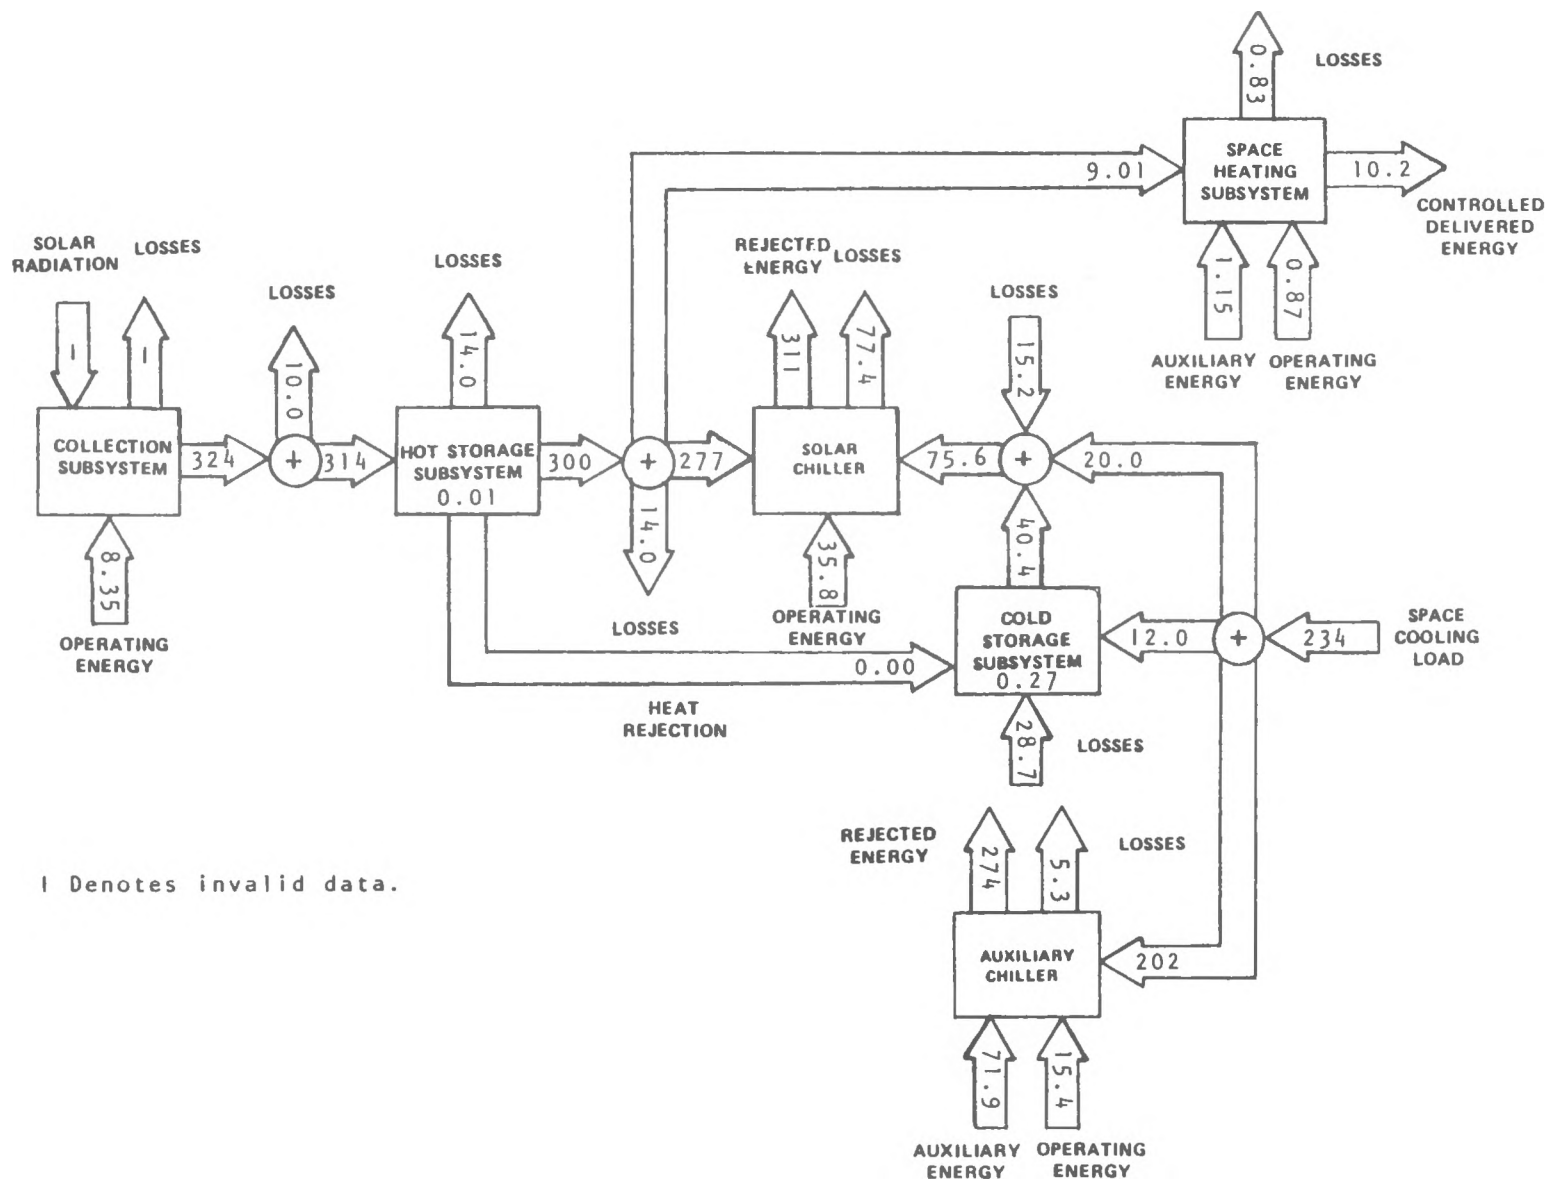 0.83
LOSSES
SPACE
HEATING
SUBSYSTEM
9.01
10.2
CONTROLLED
DELIVERED
ENERGY
1.15
0.87
AUXILIARY
ENERGY
OPERATING
ENERGY
SOLAR
RADIATION
LOSSES
I
I
COLLECTION
SUBSYSTEM
8.35
OPERATING
ENERGY
324
LOSSES
10.0
+
314
LOSSES
14.0
HOT STORAGE
SUBSYSTEM
0.01
300
+
277
14.0
LOSSES
REJECTED
ENERGY
LOSSES
311
77.4
SOLAR
CHILLER
35.8
OPERATING
ENERGY
LOSSES
15.2
75.6
+
20.0
40.4
COLD
STORAGE
SUBSYSTEM
0.27
12.0
+
234
SPACE
COOLING
LOAD
0.00
HEAT
REJECTION
28.7
LOSSES
REJECTED
ENERGY
274
5.3
LOSSES
AUXILIARY
CHILLER
202
71.9
15.4
AUXILIARY
ENERGY
OPERATING
ENERGY
I Denotes invalid data.